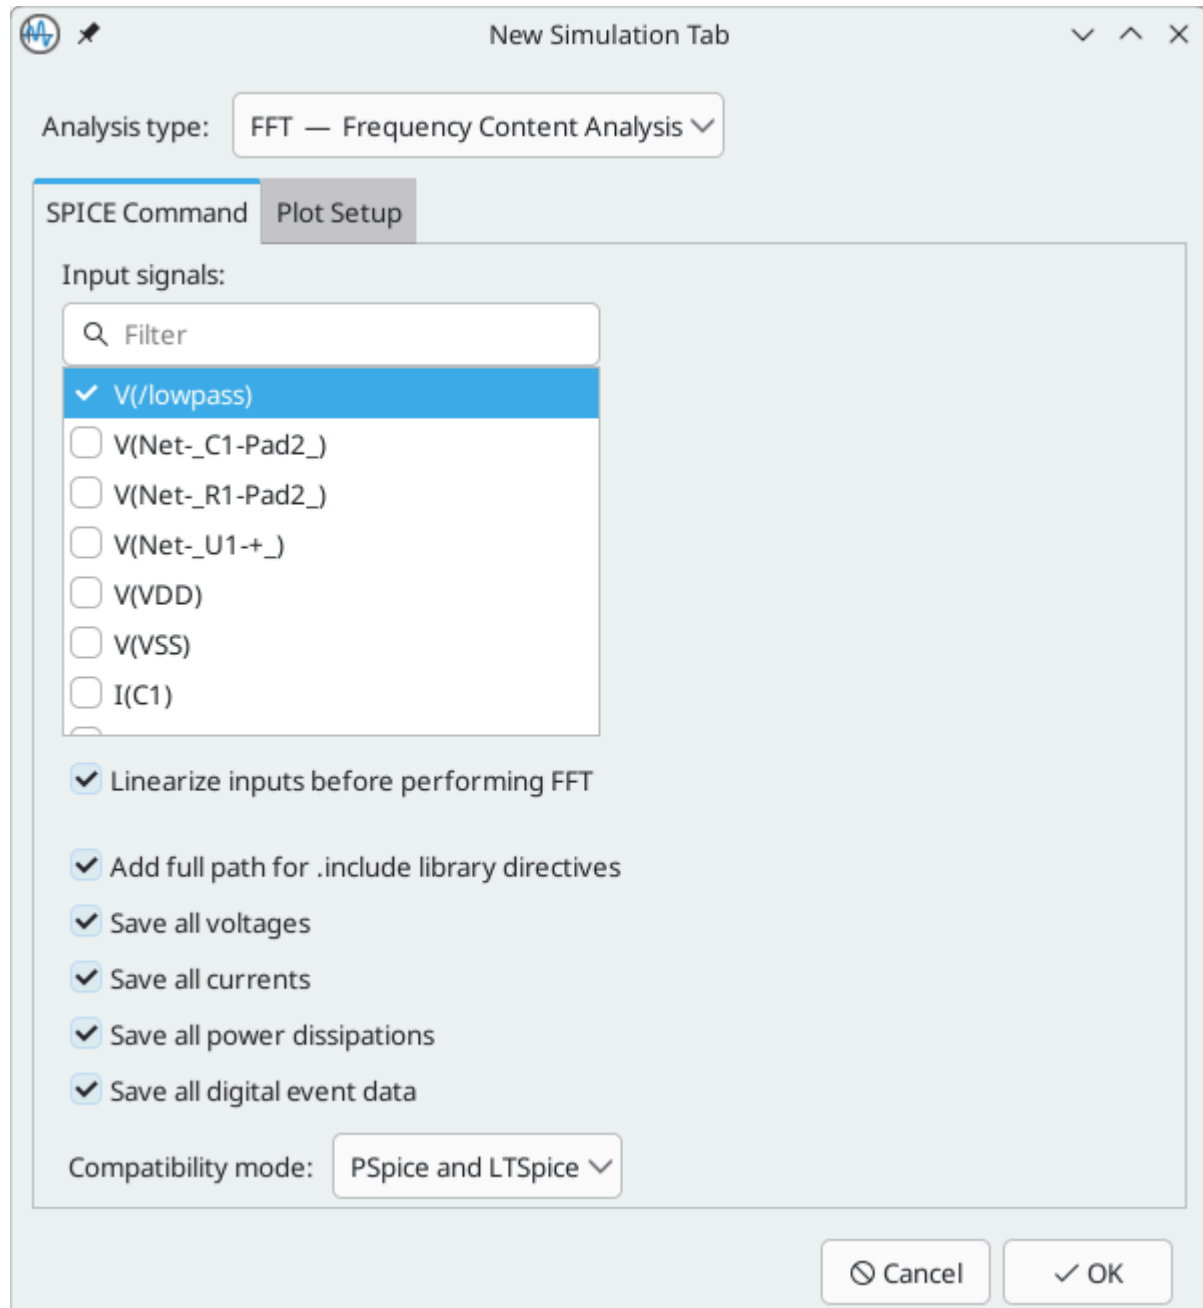 New Simulation Tab
Analysis type: FFT — Frequency Content Analysis
SPICE Command Plot Setup
Input signals:
Filter
V(/lowpass)
V(Net-_C1-Pad2_)
V(Net-_R1-Pad2_)
V(Net-_U1-+_)
V(VDD)
V(VSS)
I(C1)
Linearize inputs before performing FFT
Add full path for .include library directives
Save all voltages
Save all currents
Save all power dissipations
Save all digital event data
Compatibility mode: PSpice and LTSpice
Cancel OK